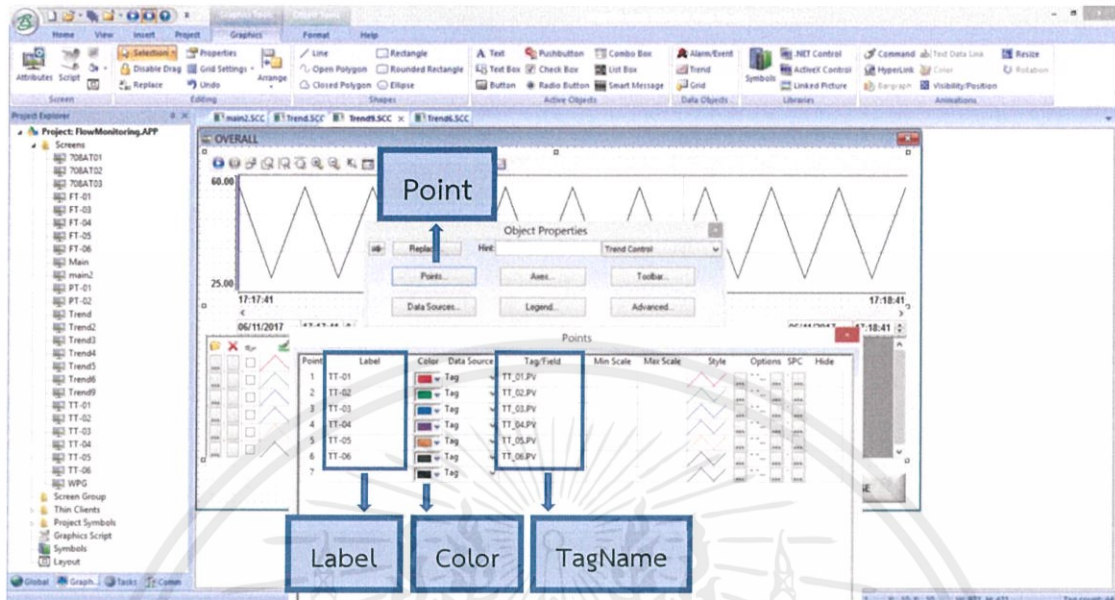 Home View Insert Project Graphics Format Help
Attributes Script
Selection Properties
Disable Drag Grid Settings
Replace Undo
Arrange
Line Rectangle
Open Polygon Rounded Rectangle
Closed Polygon Ellipse
A Text Pushbutton Combo Box
Text Box Check Box List Box
Button Radio Button Smart Message
Alarm/Event
Trend
Grid
Symbols
.NET Control
ActiveX Control
Linked Picture
Command Text Data Link Resize
HyperLink Color Rotation
Bargraph Visibility/Position
Screen Editing Shapes Active Objects Data Objects Libraries Animations
Project Explorer
main2.SCC Trend.SCC Trend9.SCC Trend6.SCC
Project: FlowMonitoring.APP
Screens
708AT01
708AT02
708AT03
FT-01
FT-03
FT-04
FT-05
FT-06
Main
main2
PT-01
PT-02
Trend
Trend2
Trend3
Trend4
Trend5
Trend6
Trend9
TT-01
TT-02
TT-03
TT-04
TT-05
TT-06
WPG
Screen Group
Thin Clients
Project Symbols
Graphics Script
Symbols
Layout
Global Graph... Tasks Comm
OVERALL
60.00
25.00
17:17:41
17:18:41
06/11/2017
17:18:41
Point
Object Properties
Replace... Hint: Trend Control
Points... Axes... Toolbar...
Data Sources... Legend... Advanced...
Points
Point Label Color Data Source Tag/Field Min Scale Max Scale Style Options SPC Hide
1 TT-01 Tag TT_01.PV
2 TT-02 Tag TT_02.PV
3 TT-03 Tag TT_03.PV
4 TT-04 Tag TT_04.PV
5 TT-05 Tag TT_05.PV
6 TT-06 Tag TT_06.PV
7 Tag
Label
Color
TagName